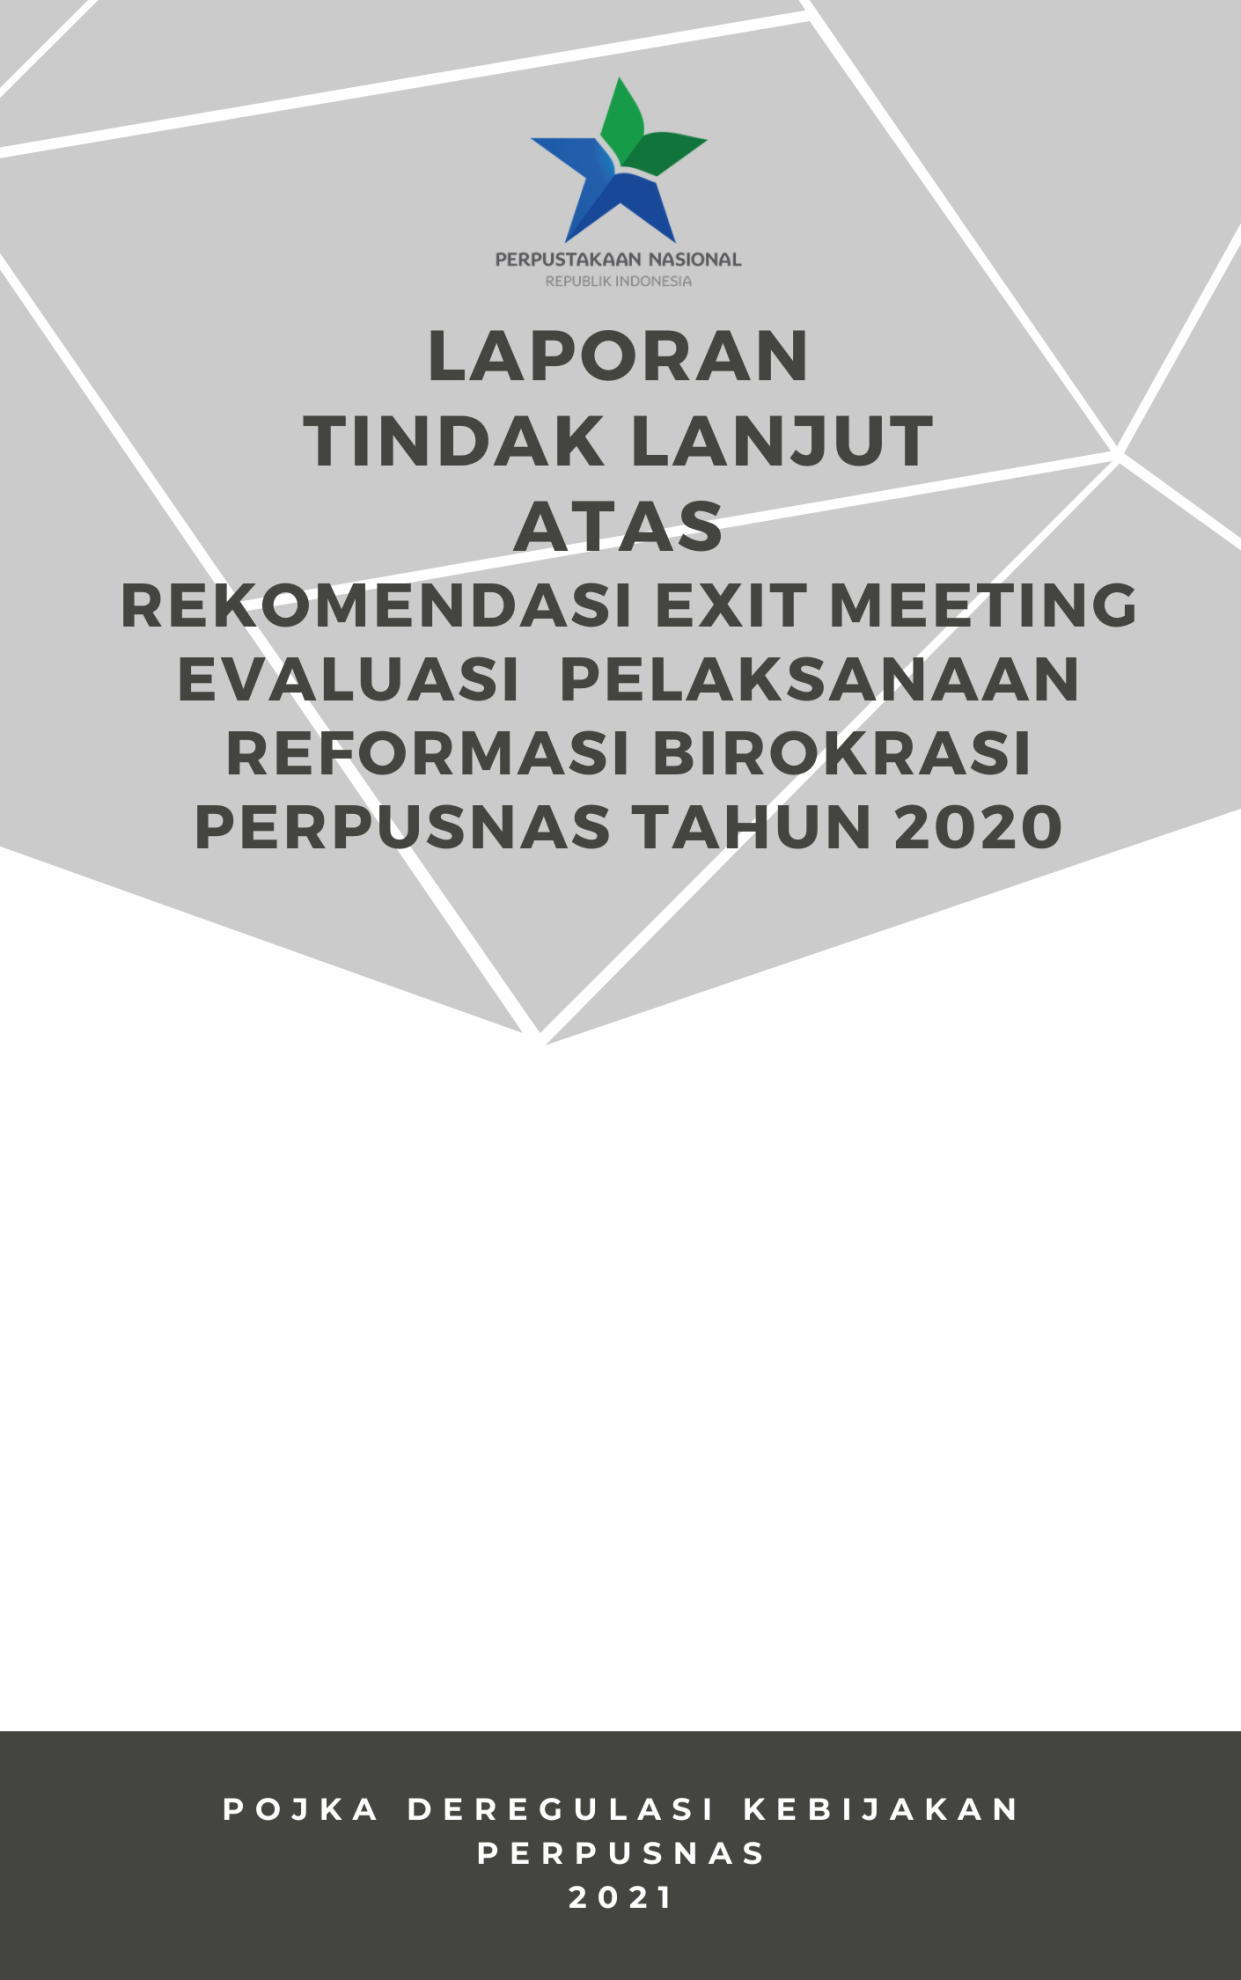 PERPUSTAKAAN NASIONAL
REPUBLIK INDONESIA
LAPORAN
TINDAK LANJUT
ATAS
REKOMENDASI EXIT MEETING
EVALUASI PELAKSANAAN
REFORMASI BIROKRASI
PERPUSNAS TAHUN 2020
POJKA DEREGULASI KEBIJAKAN
PERPUSNAS
2021